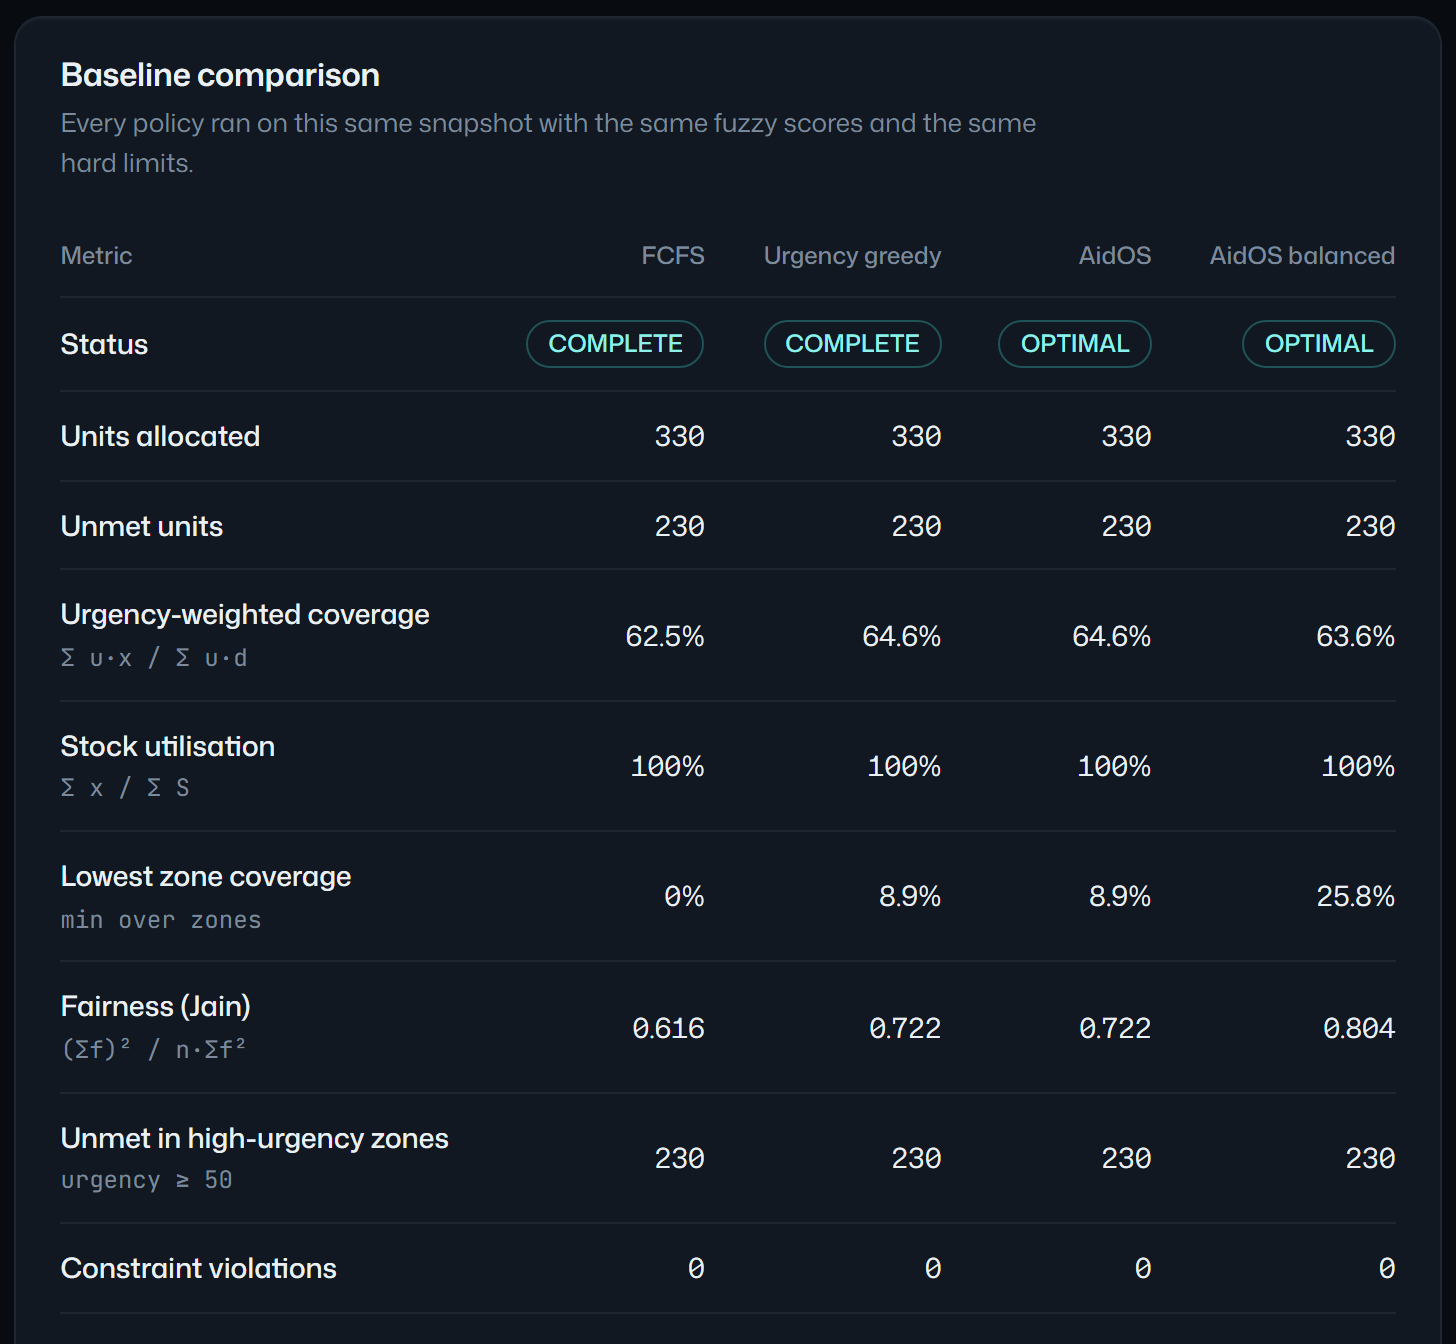 Baseline comparison
Every policy ran on this same snapshot with the same fuzzy scores and the same
hard limits.
Metric FCFS Urgency greedy AidOS AidOS balanced
Status COMPLETE COMPLETE OPTIMAL OPTIMAL
Units allocated 330 330 330 330
Unmet units 230 230 230 230
Urgency-weighted coverage 62.5% 64.6% 64.6% 63.6%
Σ u·x / Σ u·d
Stock utilisation 100% 100% 100% 100%
Σ x / Σ S
Lowest zone coverage 0% 8.9% 8.9% 25.8%
min over zones
Fairness (Jain) 0.616 0.722 0.722 0.804
(Σf)² / n·Σf²
Unmet in high-urgency zones 230 230 230 230
urgency ≥ 50
Constraint violations 0 0 0 0